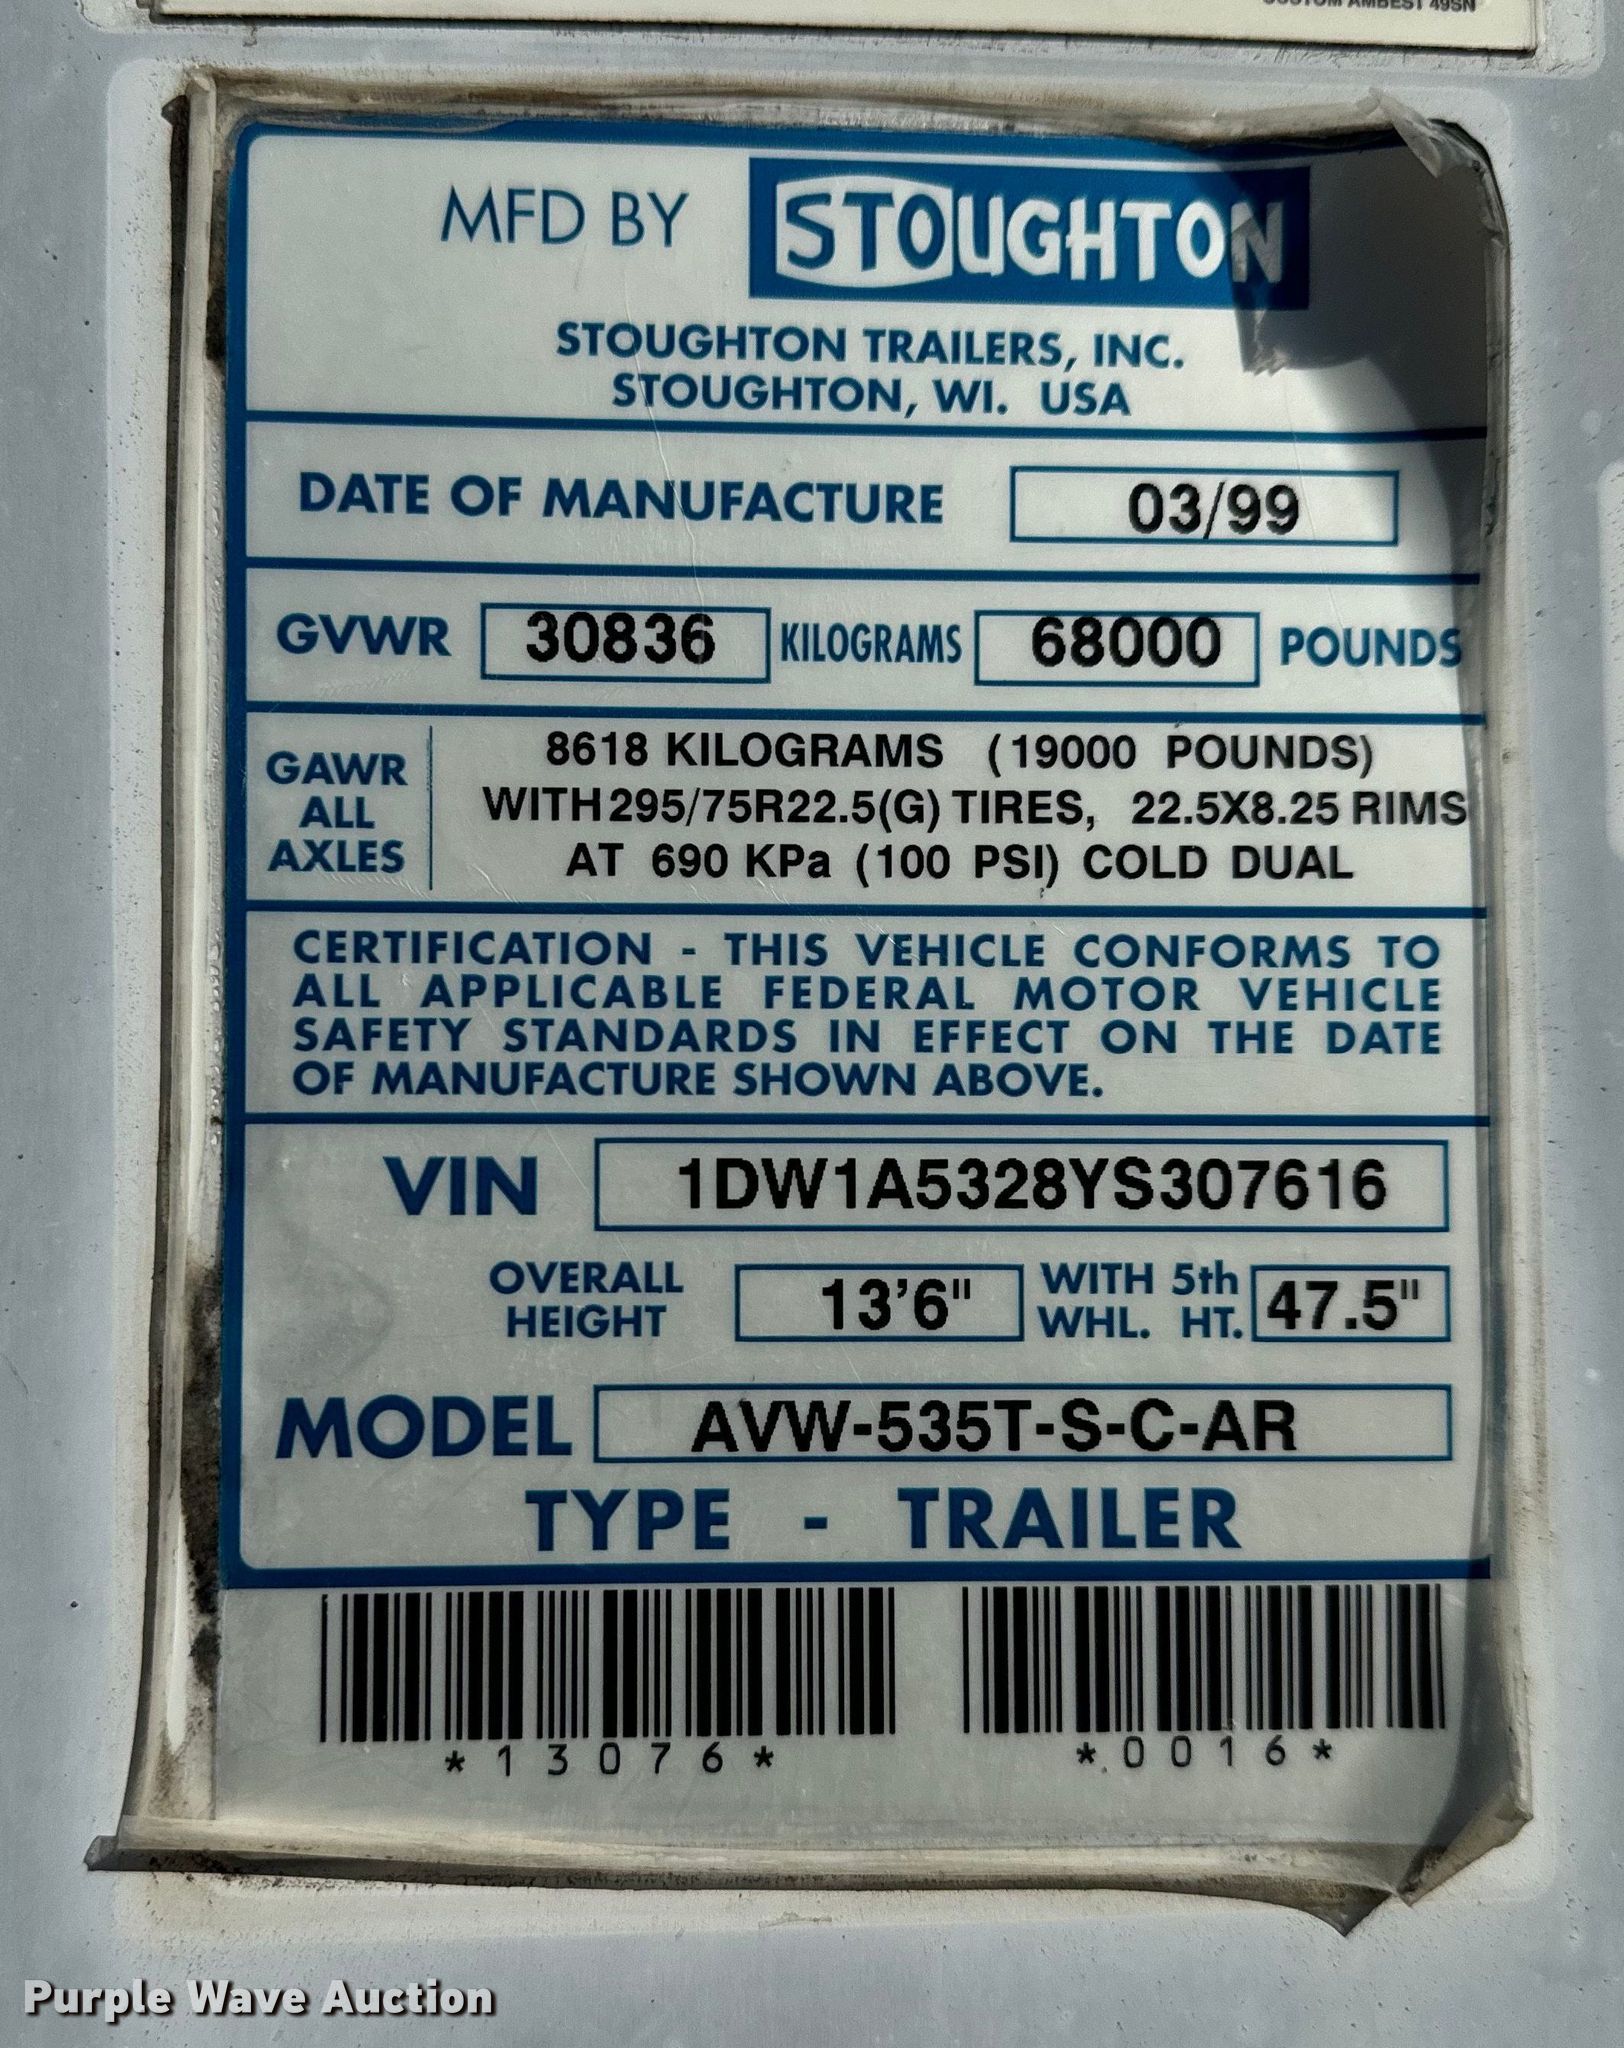 CUSTOM AMBEST 49SN
MFD BY STOUGHTON
STOUGHTON TRAILERS, INC.
STOUGHTON, WI. USA
DATE OF MANUFACTURE 03/99
GVWR 30836 KILOGRAMS 68000 POUNDS
GAWR ALL AXLES
8618 KILOGRAMS (19000 POUNDS)
WITH 295/75R22.5(G) TIRES, 22.5X8.25 RIMS
AT 690 KPa (100 PSI) COLD DUAL
CERTIFICATION - THIS VEHICLE CONFORMS TO
ALL APPLICABLE FEDERAL MOTOR VEHICLE
SAFETY STANDARDS IN EFFECT ON THE DATE
OF MANUFACTURE SHOWN ABOVE.
VIN 1DW1A5328YS307616
OVERALL HEIGHT 13'6" WITH 5th WHL. HT. 47.5"
MODEL AVW-535T-S-C-AR
TYPE - TRAILER
*13076* *0016*
Purple Wave Auction